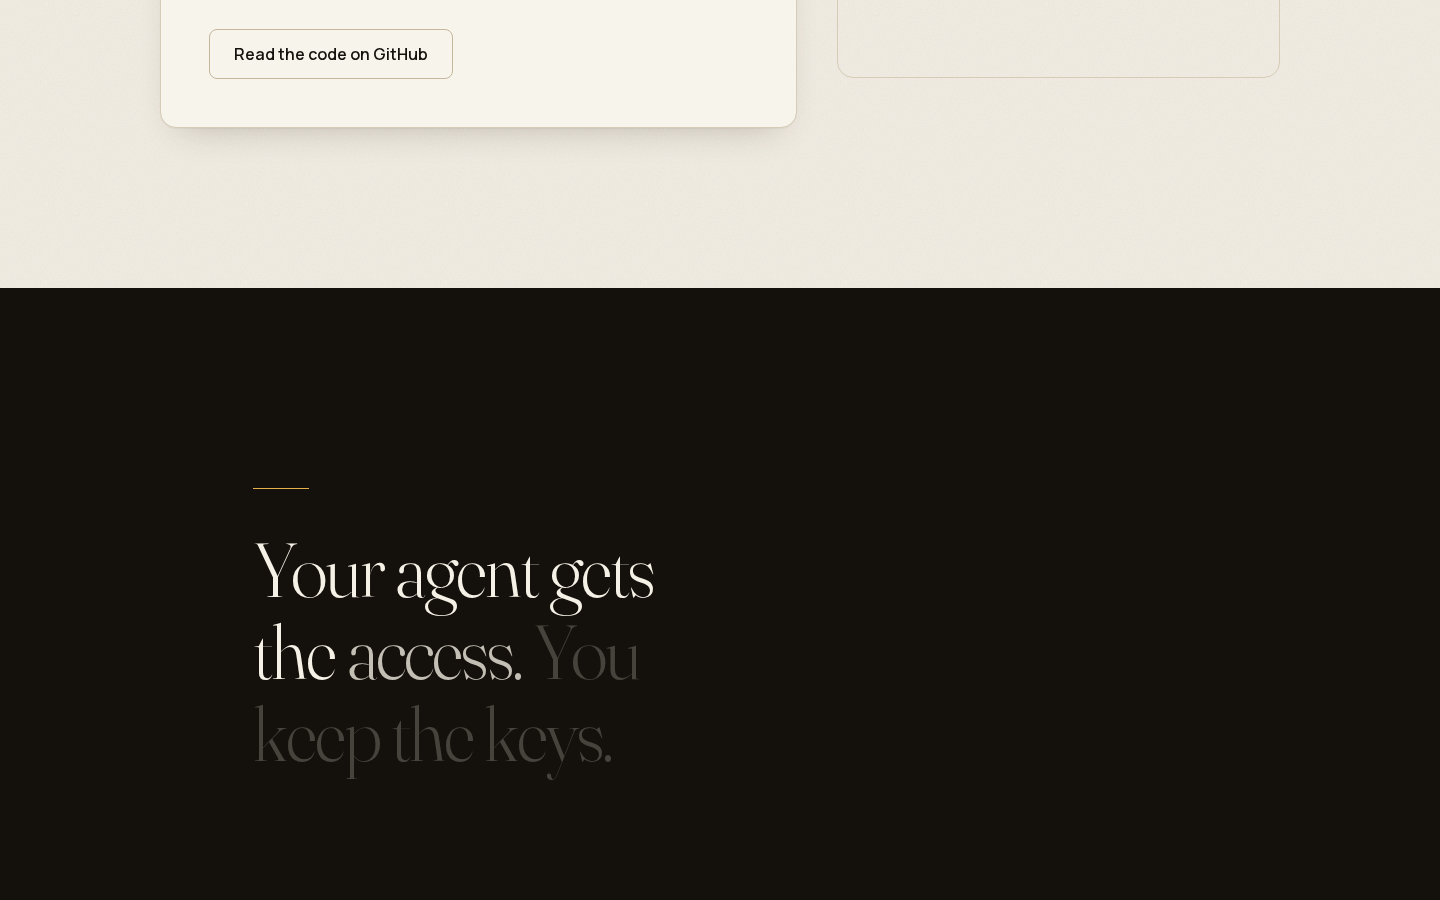 Read the code on GitHub
Your agent gets
the access. You
keep the keys.